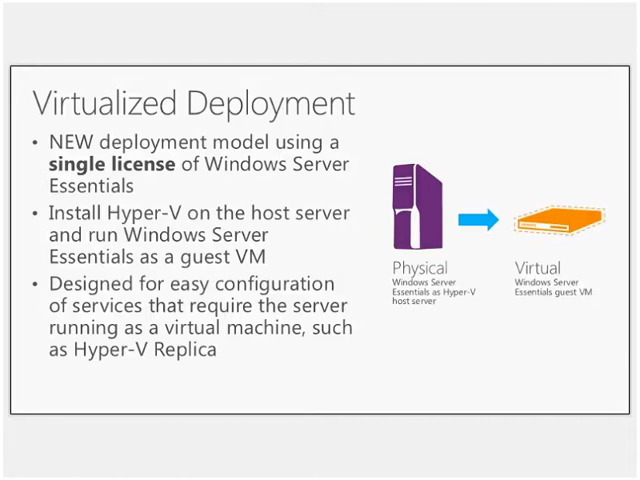 Virtualized Deployment
• NEW deployment model using a
single license of Windows Server
Essentials
• Install Hyper-V on the host server
and run Windows Server
Essentials as a guest VM
• Designed for easy configuration
of services that require the server
running as a virtual machine, such
as Hyper-V Replica
Physical
Windows Server
Essentials as Hyper-V
host server
Virtual
Windows Server
Essentials guest VM